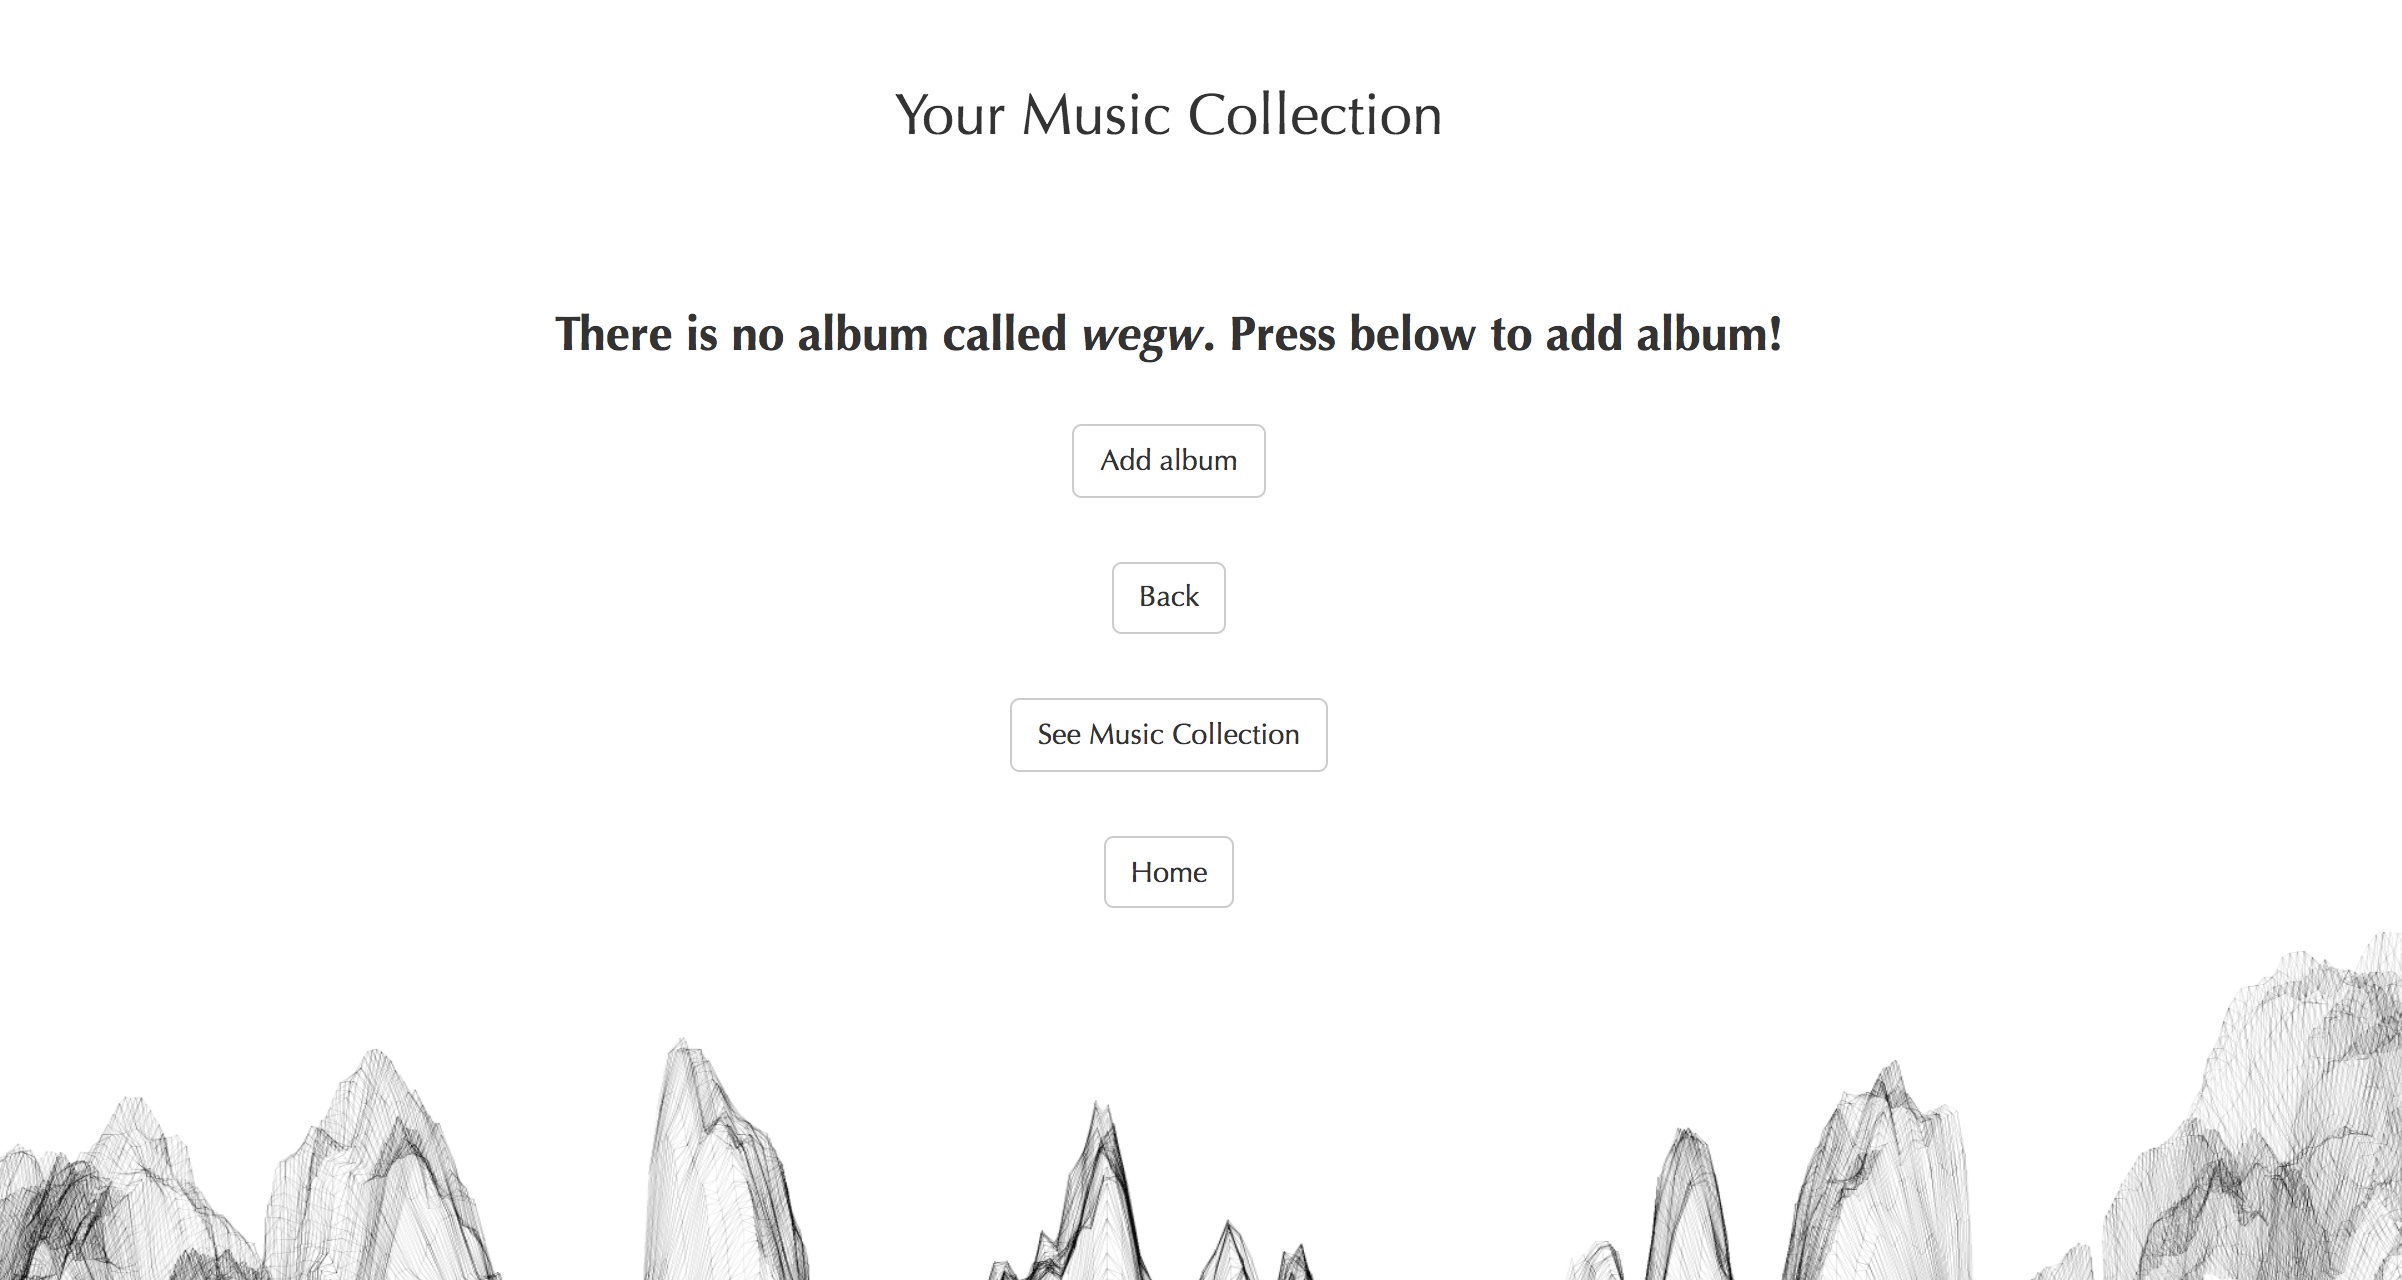 Your Music Collection
There is no album called wegw. Press below to add album!
Add album
Back
See Music Collection
Home